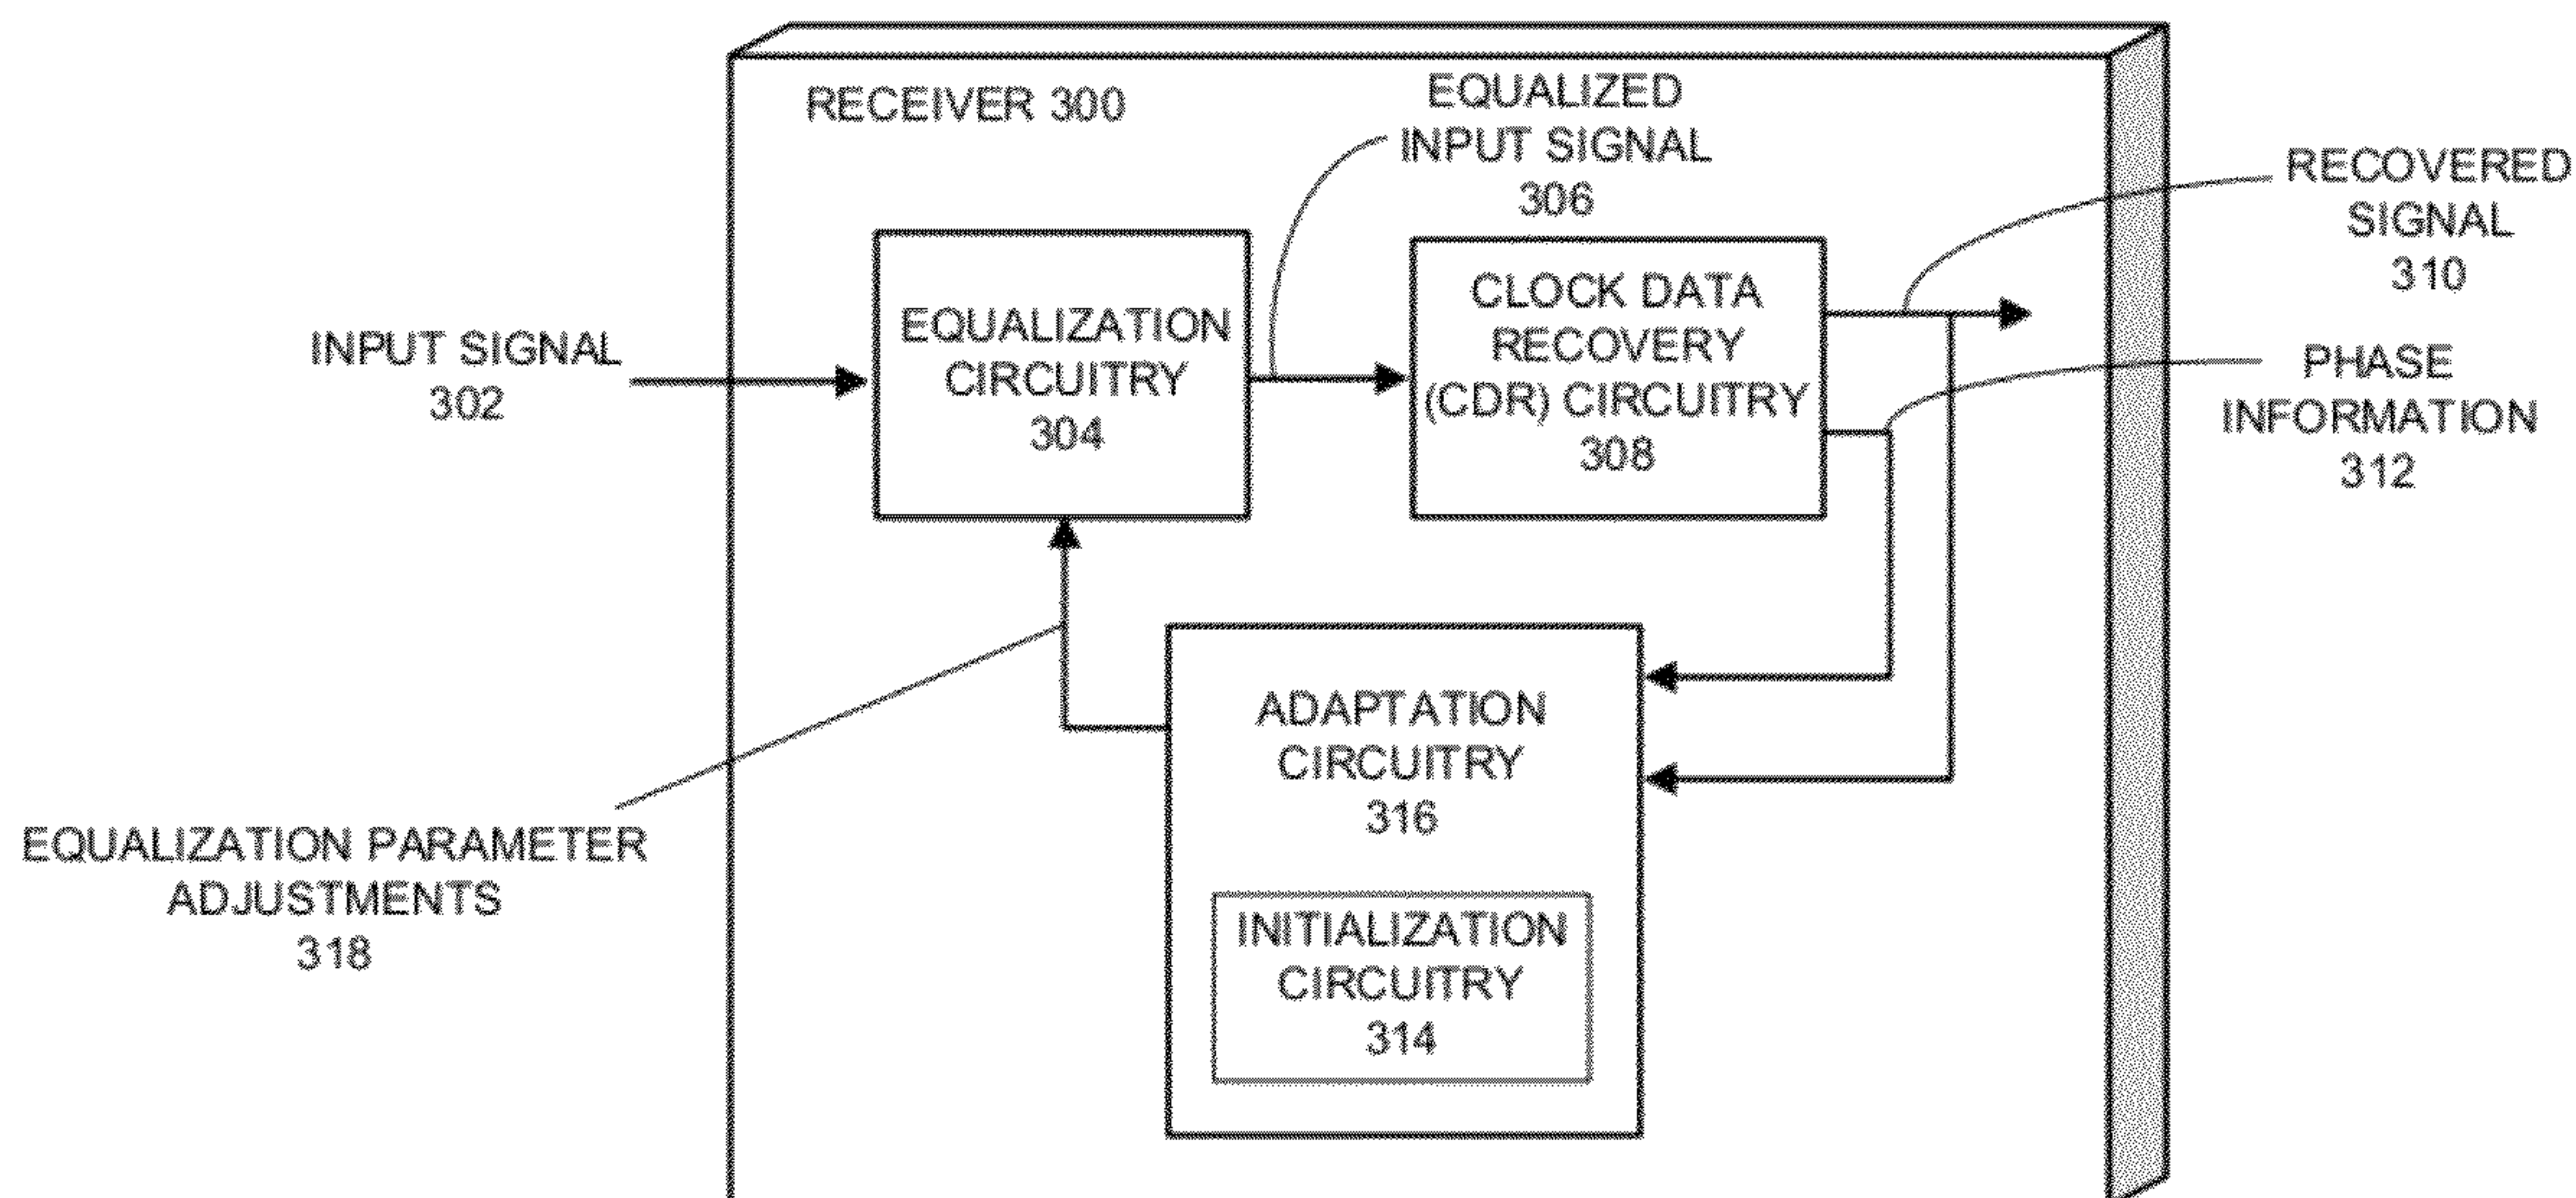 RECEIVER 300
EQUALIZED
INPUT SIGNAL
306
RECOVERED
SIGNAL
310
INPUT SIGNAL
302
EQUALIZATION
CIRCUITRY
304
CLOCK DATA
RECOVERY
(CDR) CIRCUITRY
308
PHASE
INFORMATION
312
ADAPTATION
CIRCUITRY
316
EQUALIZATION PARAMETER
ADJUSTMENTS
318
INITIALIZATION
CIRCUITRY
314